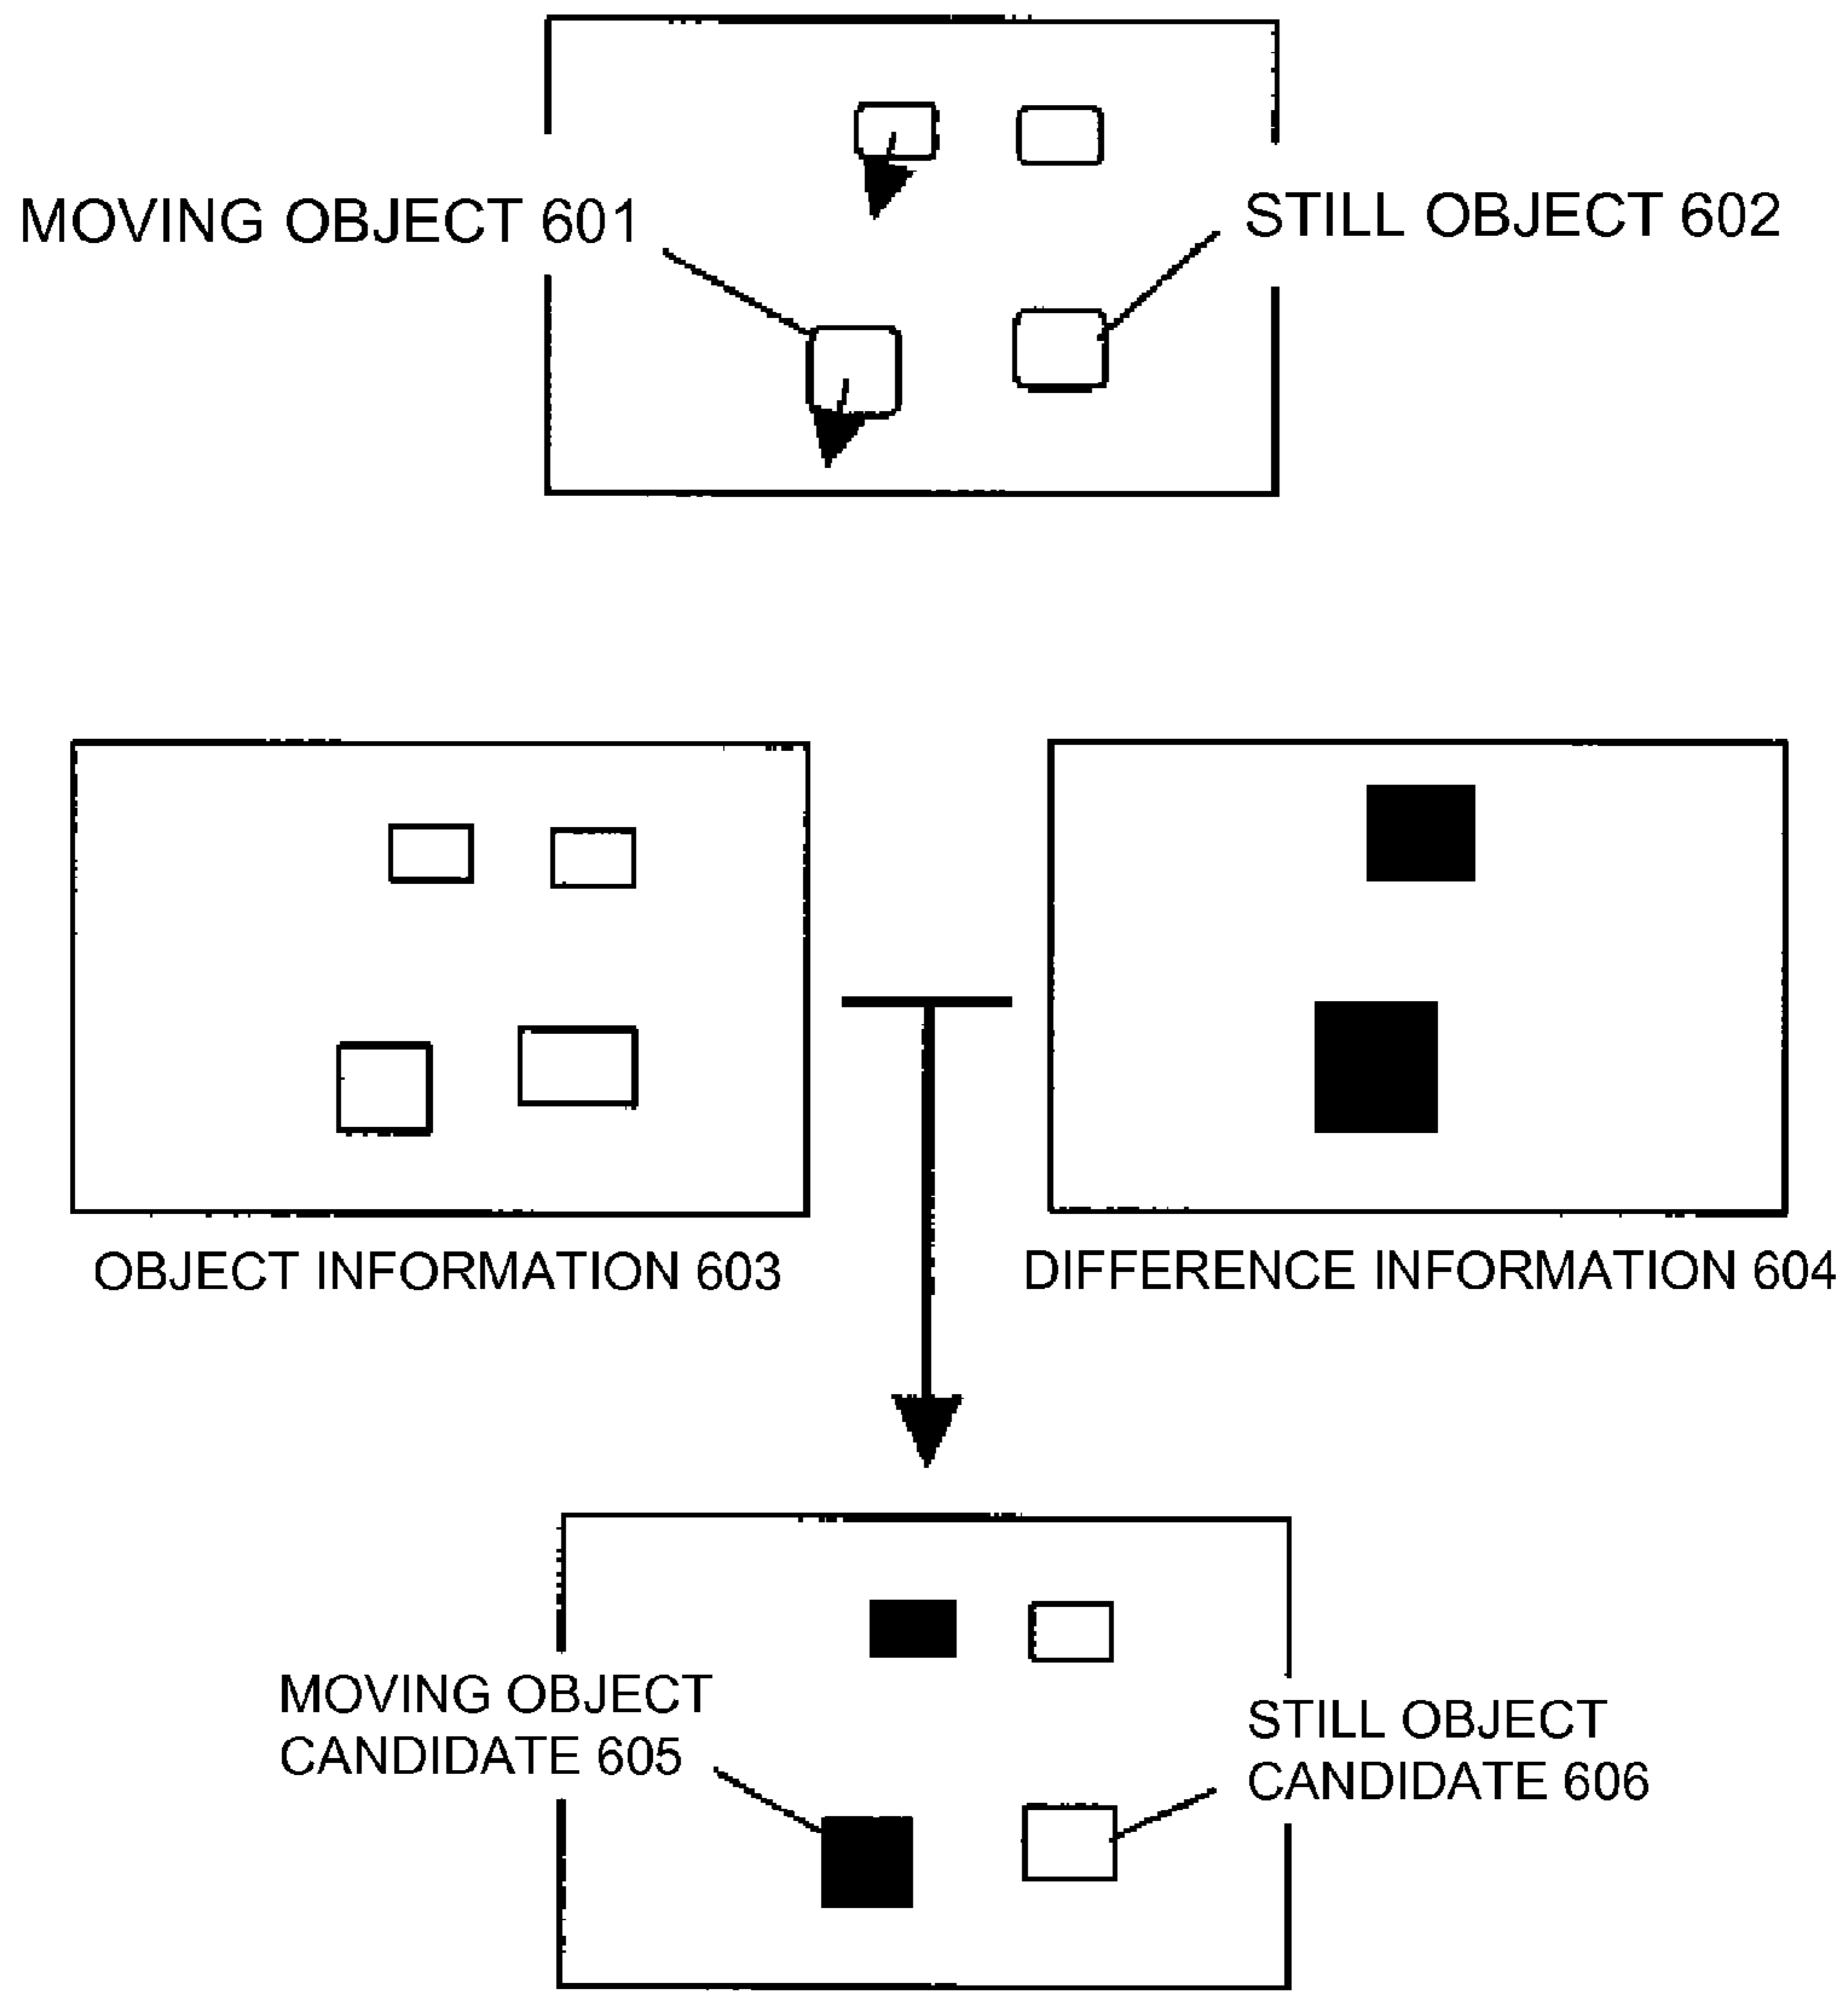 MOVING OBJECT 601
STILL OBJECT 602
OBJECT INFORMATION 603
DIFFERENCE INFORMATION 604
MOVING OBJECT
CANDIDATE 605
STILL OBJECT
CANDIDATE 606